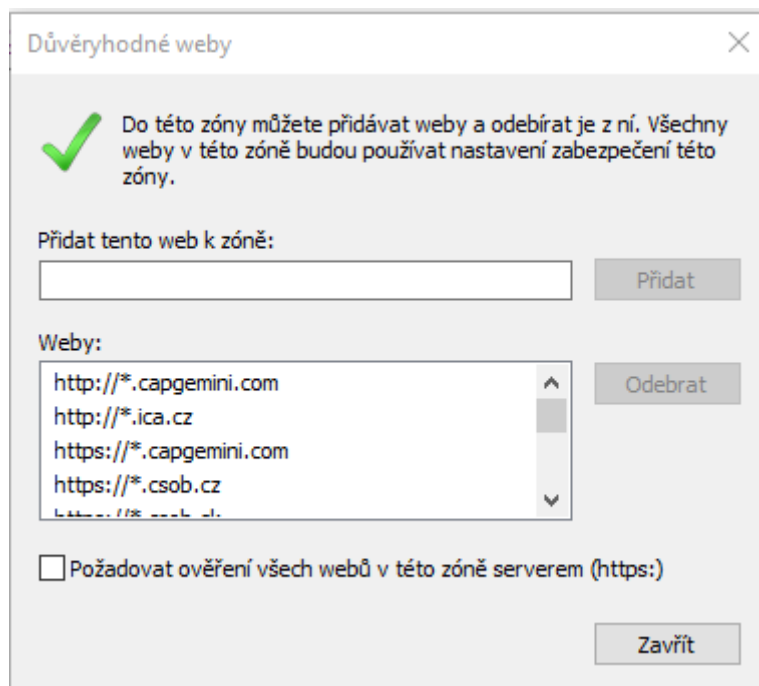 Důvěryhodné weby
Do této zóny můžete přidávat weby a odebírat je z ní. Všechny
weby v této zóně budou používat nastavení zabezpečení této
zóny.
Přidat tento web k zóně:
Přidat
Weby:
http://*.capgemini.com
http://*.ica.cz
https://*.capgemini.com
https://*.csob.cz
Odebrat
Požadovat ověření všech webů v této zóně serverem (https:)
Zavřít